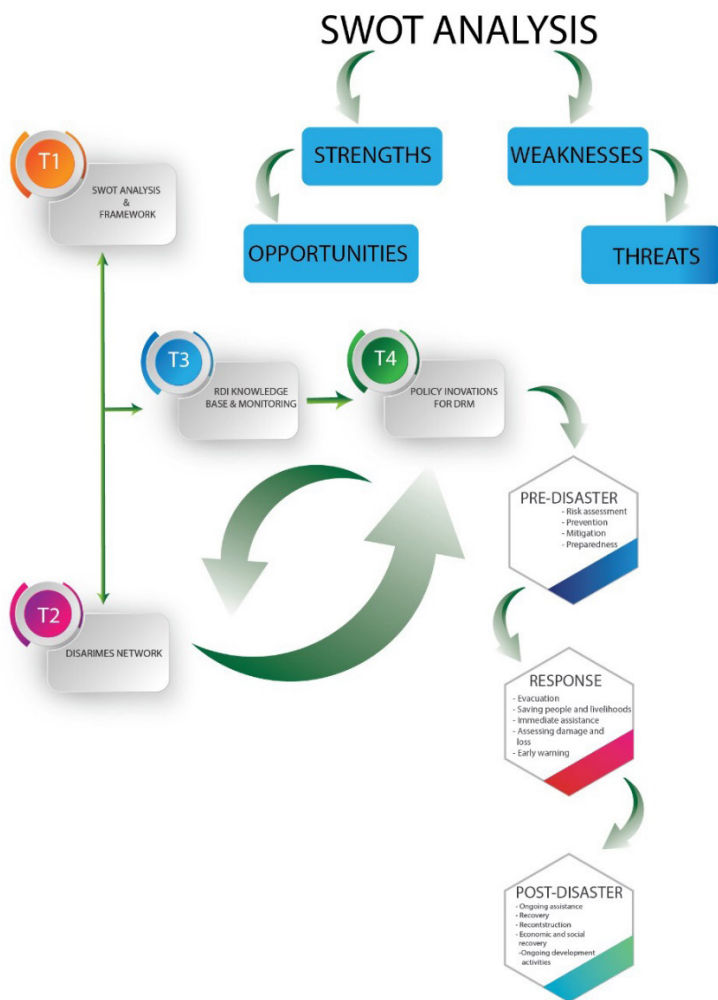 SWOT ANALYSIS
STRENGTHS
WEAKNESSES
OPPORTUNITIES
THREATS
T1
SWOT ANALYSIS
&
FRAMEWORK
T3
RDI KNOWLEDGE
BASE & MONITORING
T4
POLICY INOVATIONS
FOR DRM
T2
DISARIMES NETWORK
PRE-DISASTER
- Risk assessment
- Prevention
- Mitigation
- Preparedness
RESPONSE
- Evacuation
- Saving people and livelihoods
- Immediate assistance
- Assessing damage and
loss
- Early warning
POST-DISASTER
- Ongoing assistance
- Recovery
- Recontstruction
- Economic and social
recovery
-Ongoing development
activities